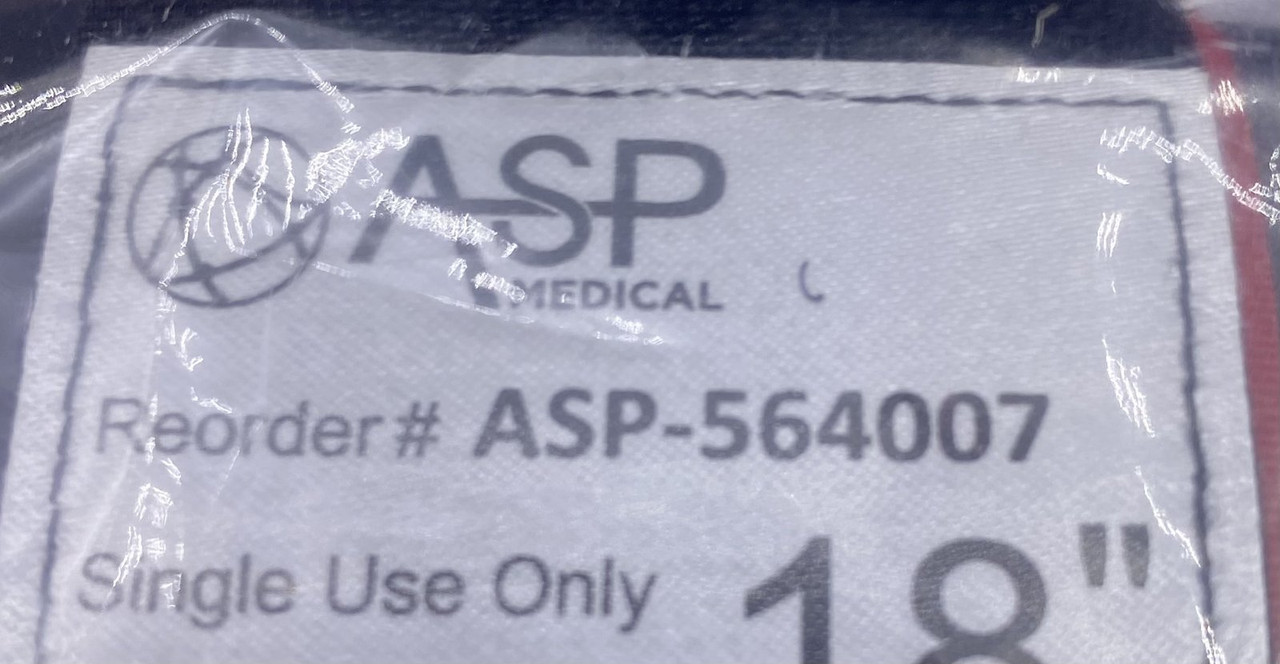 ASP
MEDICAL
Reorder # ASP-564007
Single Use Only
18"